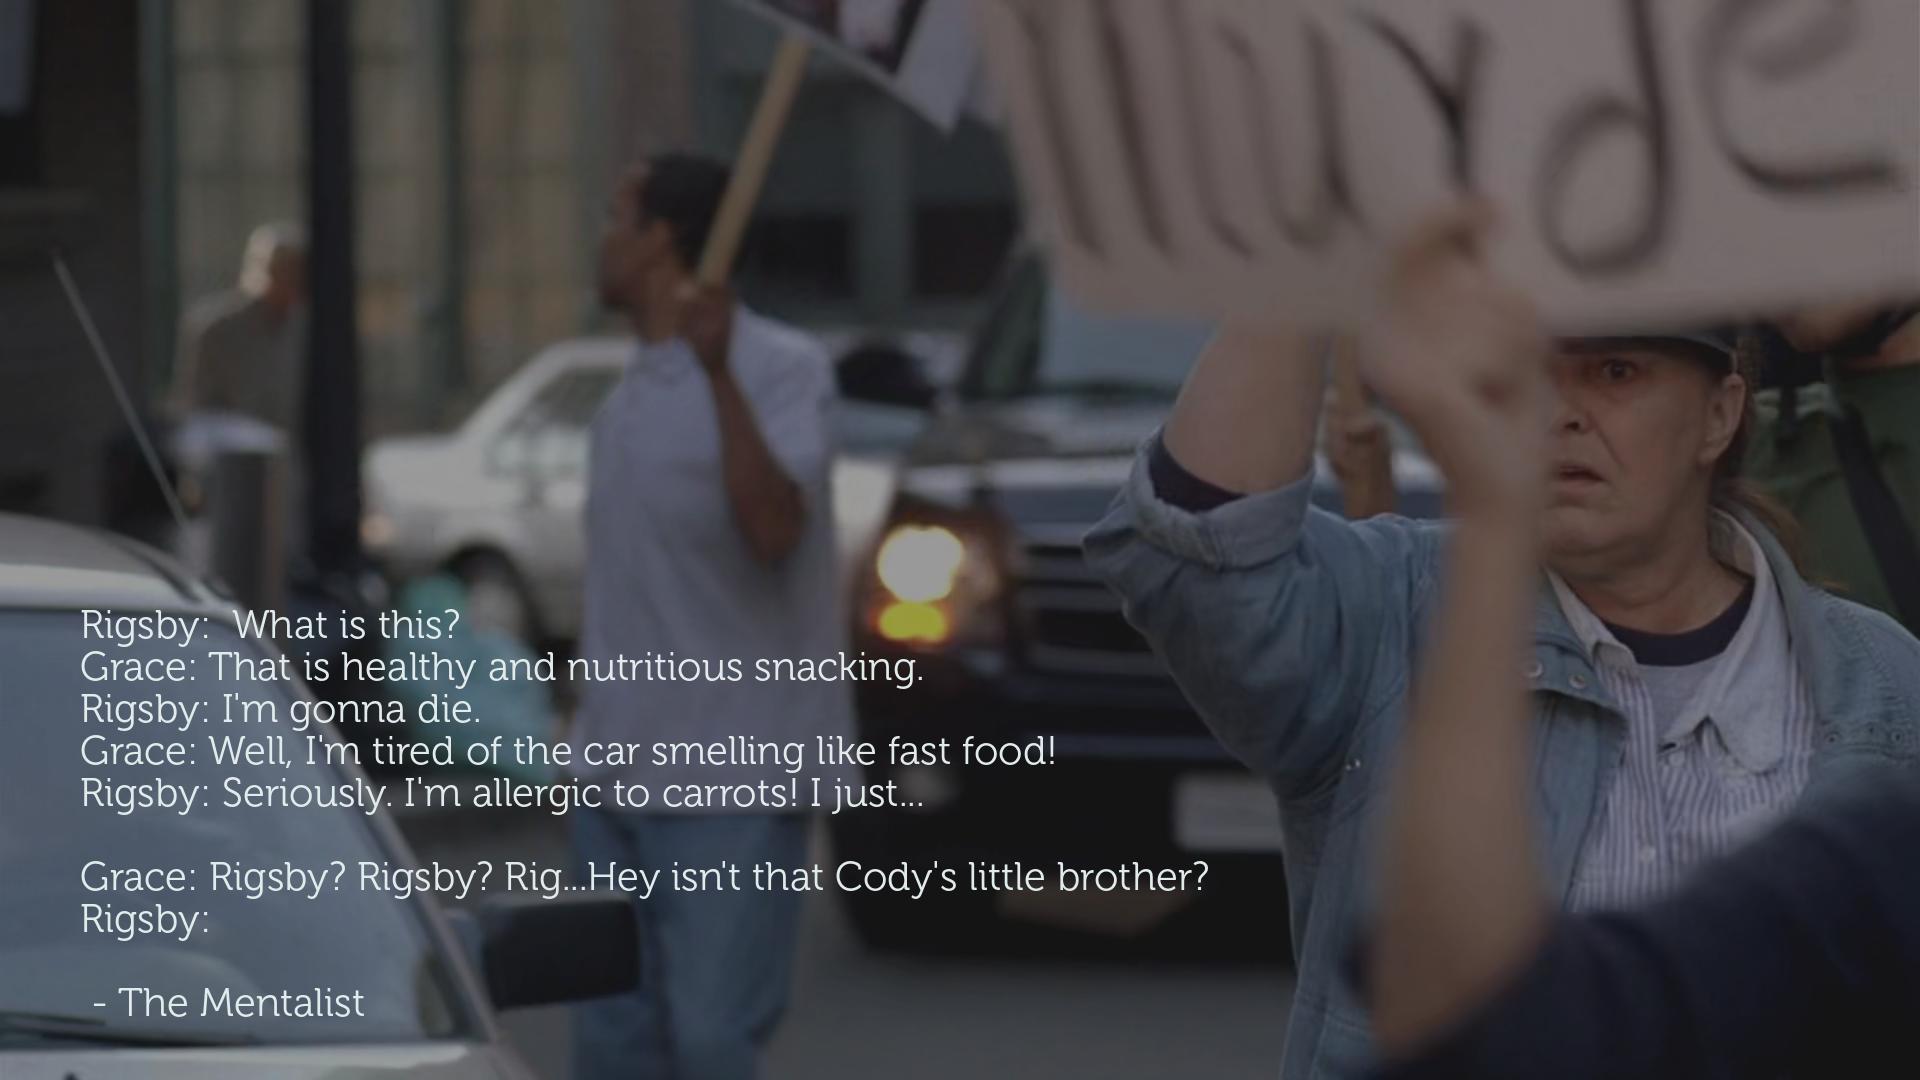 Murde
Rigsby:  What is this?
Grace: That is healthy and nutritious snacking.
Rigsby: I'm gonna die.
Grace: Well, I'm tired of the car smelling like fast food!
Rigsby: Seriously. I'm allergic to carrots! I just...
Grace: Rigsby? Rigsby? Rig...Hey isn't that Cody's little brother?
Rigsby:
- The Mentalist